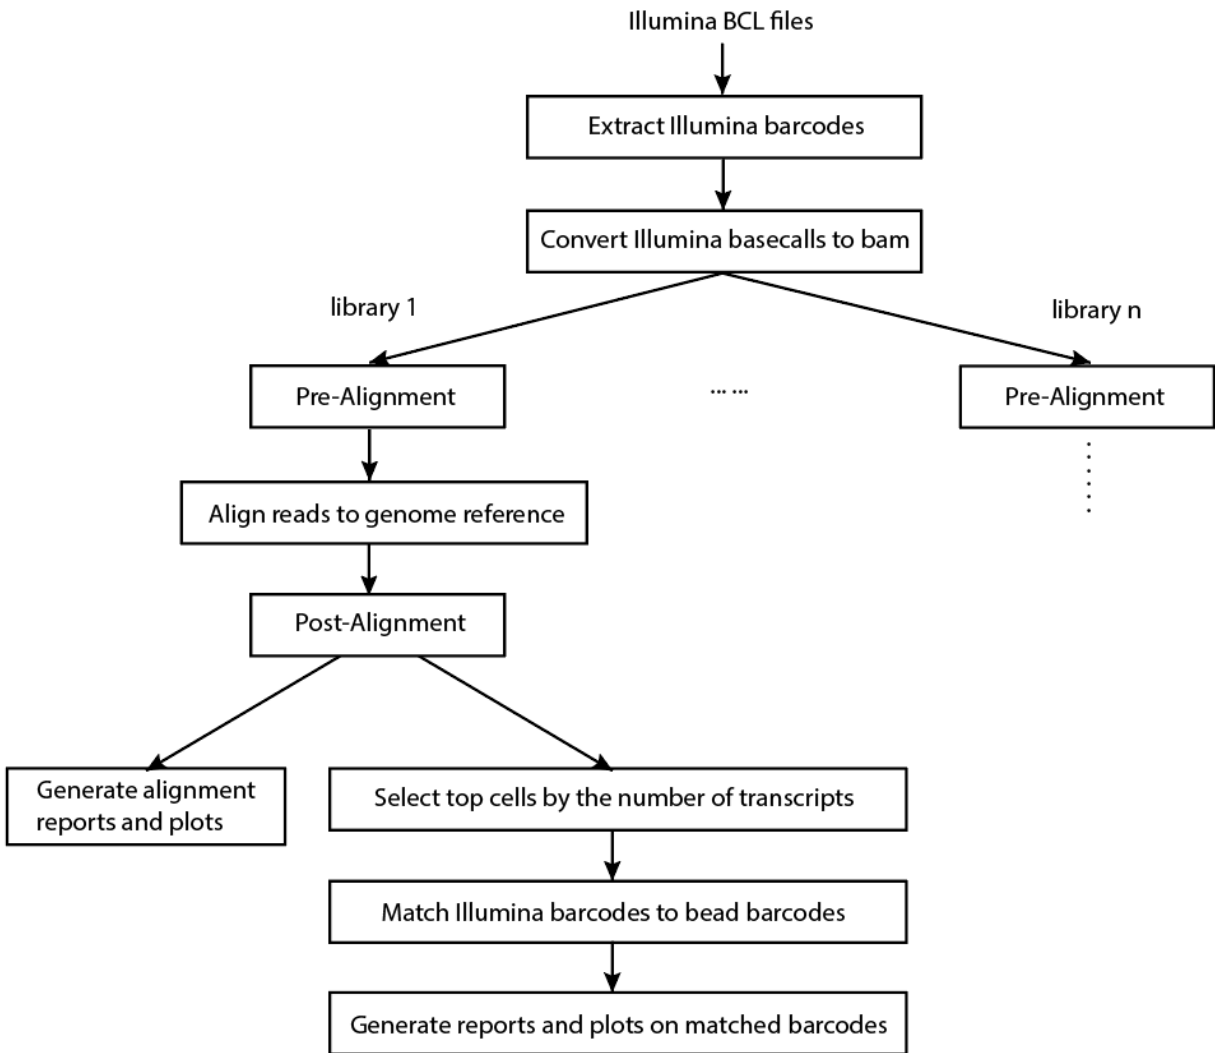 Illumina BCL files
Extract Illumina barcodes
Convert Illumina basecalls to bam
library 1
library n
Pre-Alignment
... ...
Pre-Alignment
Align reads to genome reference
Post-Alignment
Generate alignment
reports and plots
Select top cells by the number of transcripts
Match Illumina barcodes to bead barcodes
Generate reports and plots on matched barcodes